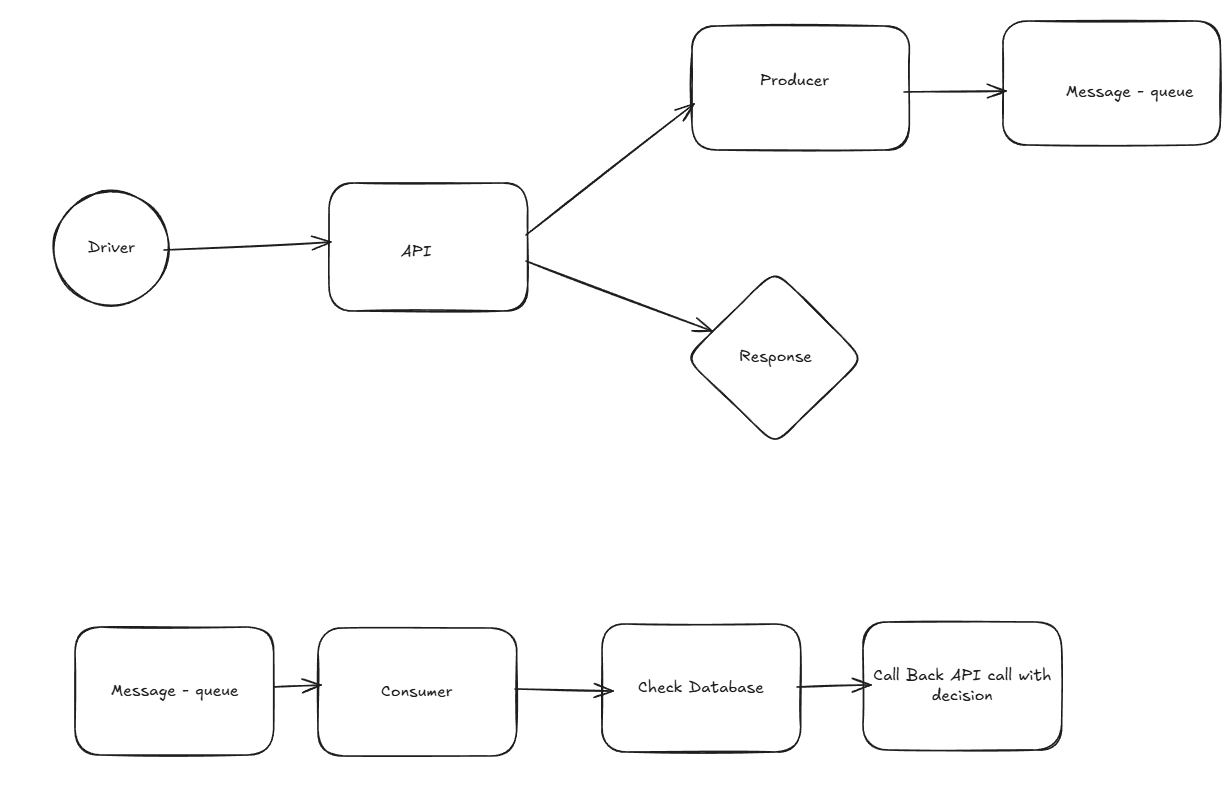 Producer
Message - queue
Driver
API
Response
Message - queue
Consumer
Check Database
Call Back API call with
decision